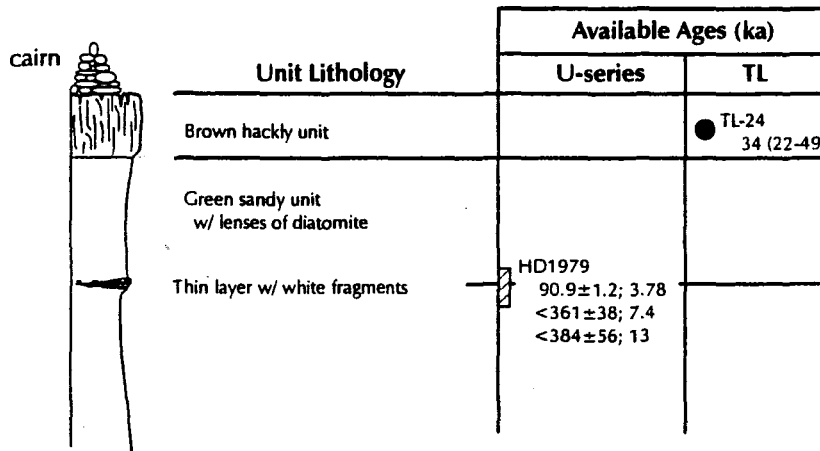 Available Ages (ka)
cairn
Unit Lithology
U-series
TL
Brown hackly unit
TL-24
34 (22-49
Green sandy unit
w/ lenses of diatomite
Thin layer w/ white fragments
HD1979
90.9±1.2; 3.78
<361±38; 7.4
<384±56; 13